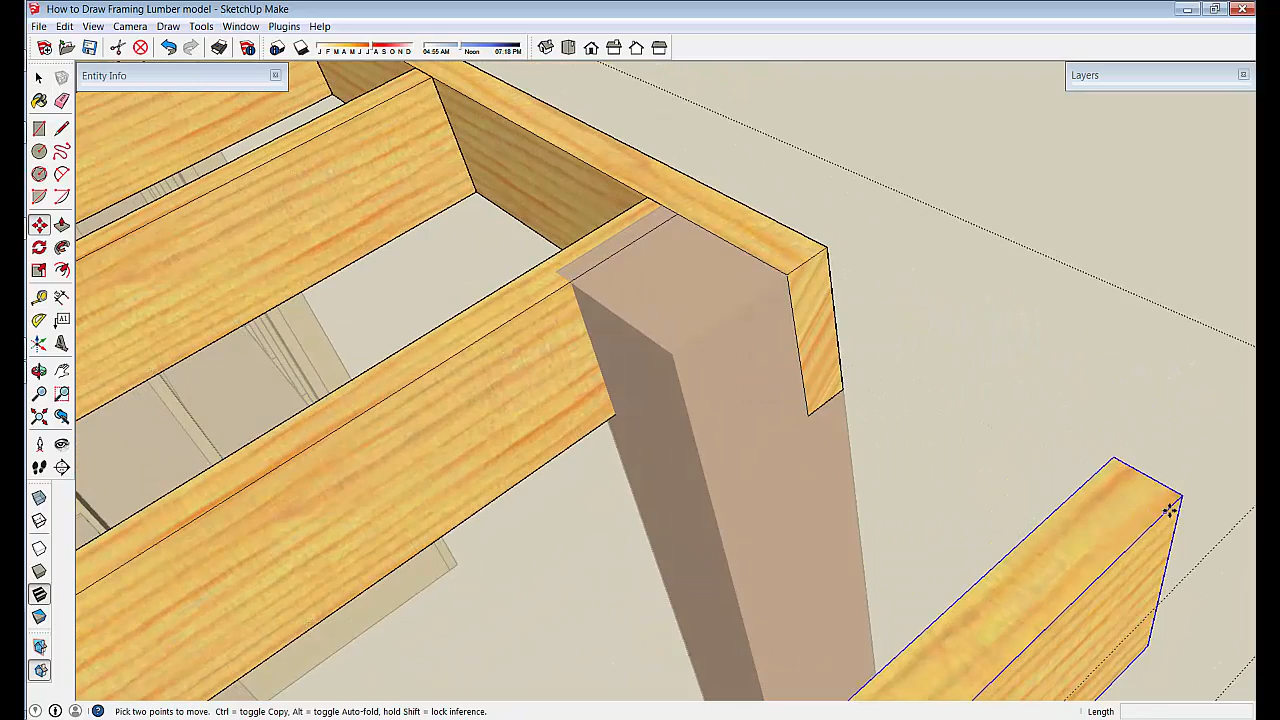 How to Draw Framing Lumber model - SketchUp Make
File Edit View Camera Draw Tools Window Plugins Help
J F M A M J J A S O N D 04:55 AM Noon 07:18 PM
Entity Info
Layers
A1
Pick two points to move. Ctrl = toggle Copy, Alt = toggle Auto-fold, hold Shift = lock inference.
Length